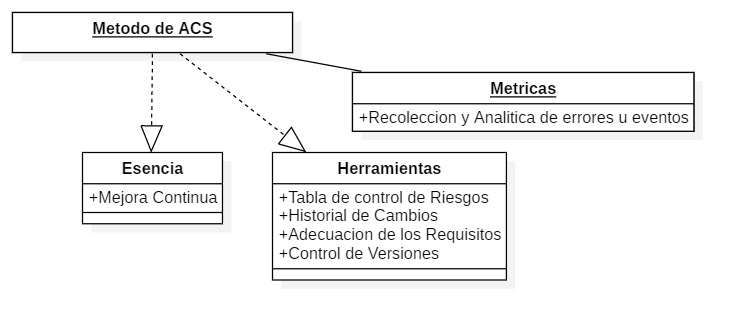 Metodo de ACS
Metricas
+Recoleccion y Analitica de errores u eventos
Esencia
+Mejora Continua
Herramientas
+Tabla de control de Riesgos
+Historial de Cambios
+Adecuacion de los Requisitos
+Control de Versiones